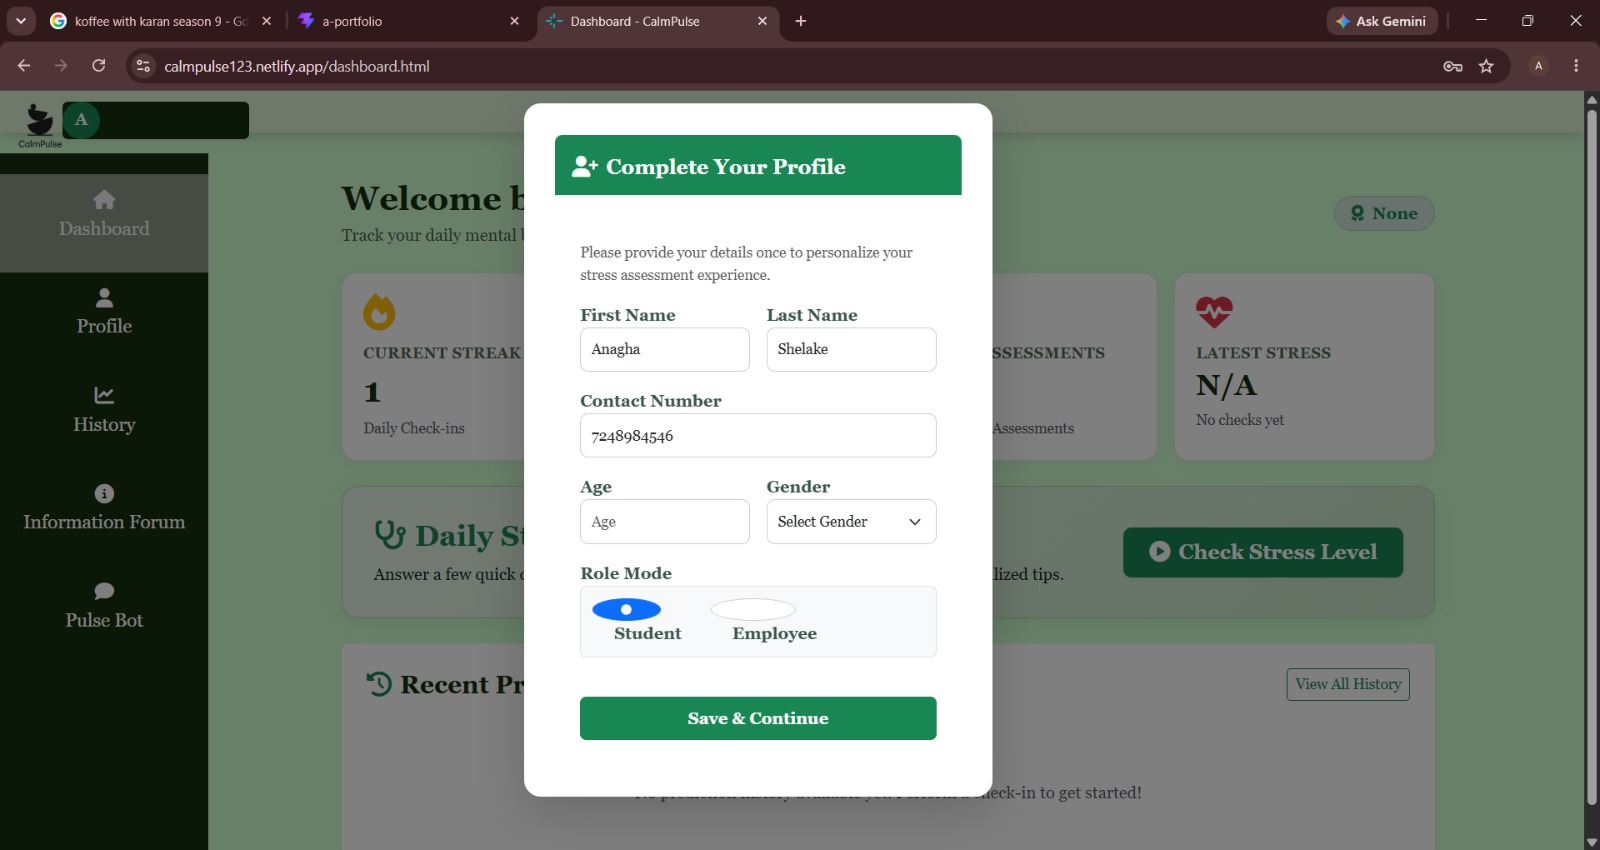 koffee with karan season 9 - Go
a-portfolio
Dashboard - CalmPulse
Ask Gemini
calmpulse123.netlify.app/dashboard.html
A
CalmPulse
A
Dashboard
Profile
History
Information Forum
Pulse Bot
Welcome b
Track your daily mental
None
CURRENT STREAK
1
Daily Check-ins
SSESSMENTS
Assessments
LATEST STRESS
N/A
No checks yet
Daily St
Answer a few quick
lized tips.
Check Stress Level
Recent Pr
View All History
eck-in to get started!
Complete Your Profile
Please provide your details once to personalize your
stress assessment experience.
First Name
Last Name
Anagha
Shelake
Contact Number
7248984546
Age
Gender
Age
Select Gender
Role Mode
Student
Employee
Save & Continue